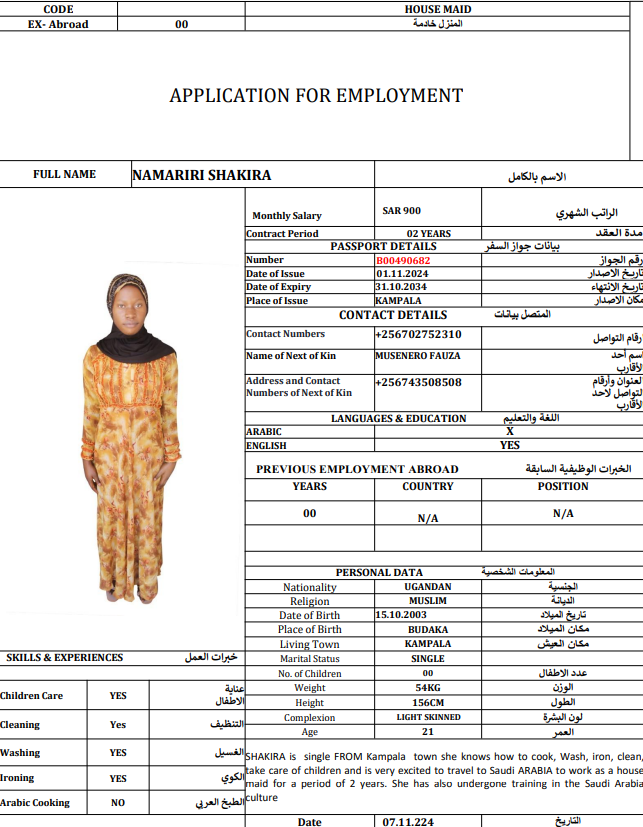 CODE HOUSE MAID
EX- Abroad 00 المنزل خادمة
APPLICATION FOR EMPLOYMENT
FULL NAME NAMARIRI SHAKIRA الاسم بالكامل
Monthly Salary SAR 900 الراتب الشهري
Contract Period 02 YEARS مدة العقد
PASSPORT DETAILS بيانات جواز السفر
Number B00490682 رقم الجواز
Date of Issue 01.11.2024 تاريخ الاصدار
Date of Expiry 31.10.2034 تاريخ الانتهاء
Place of Issue KAMPALA مكان الاصدار
CONTACT DETAILS المتصل بيانات
Contact Numbers +256702752310 أرقام التواصل
Name of Next of Kin MUSENERO FAUZA اسم أحد
الأقارب
Address and Contact +256743508508 العنوان وأرقام
Numbers of Next of Kin التواصل لاحد
الأقارب
LANGUAGES & EDUCATION اللغة والتعليم
ARABIC X
ENGLISH YES
PREVIOUS EMPLOYMENT ABROAD الخبرات الوظيفية السابقة
YEARS COUNTRY POSITION
00 N/A N/A
PERSONAL DATA المعلومات الشخصية
Nationality UGANDAN الجنسية
Religion MUSLIM الديانة
Date of Birth 15.10.2003 تاريخ الميلاد
Place of Birth BUDAKA مكان الميلاد
Living Town KAMPALA مكان العيش
Marital Status SINGLE
No. of Children 00 عدد الاطفال
Weight 54KG الوزن
Height 156CM الطول
Complexion LIGHT SKINNED لون البشرة
Age 21 العمر
SKILLS & EXPERIENCES خبرات العمل
Children Care YES عناية
الاطفال
Cleaning Yes التنظيف
Washing YES الغسيل
Ironing YES الكوي
Arabic Cooking NO الطبخ العربي
SHAKIRA is single FROM Kampala town she knows how to cook, Wash, iron, clean,
take care of children and is very excited to travel to Saudi ARABIA to work as a house
maid for a period of 2 years. She has also undergone training in the Saudi Arabia
culture
Date 07.11.224 التاريخ